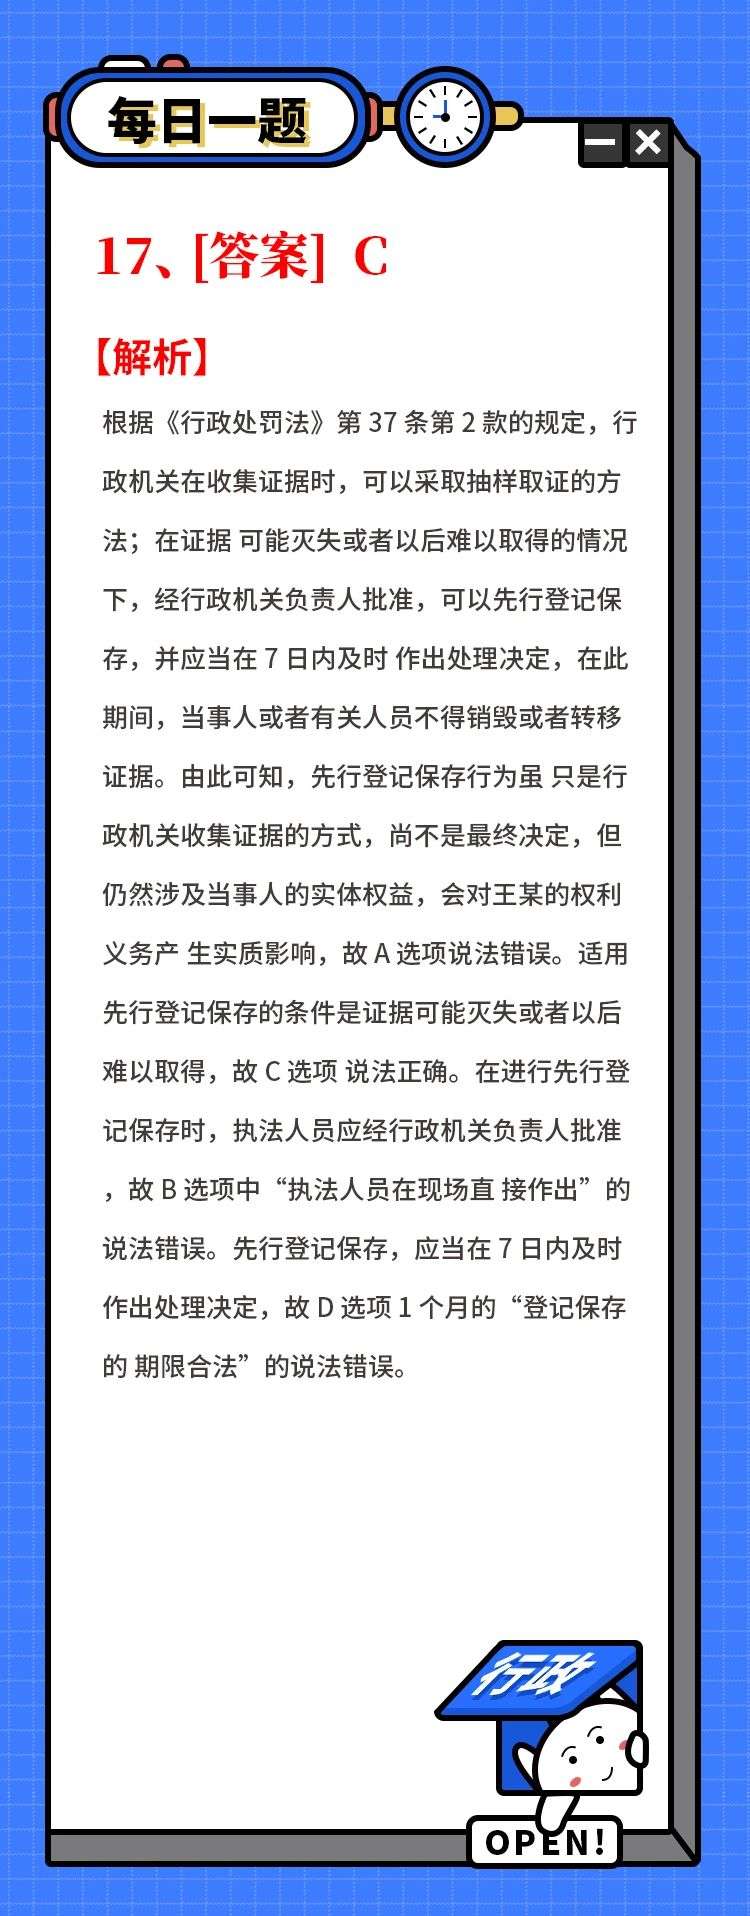 每日一题
17、[答案] C
【解析】
根据《行政处罚法》第 37 条第 2 款的规定，行
政机关在收集证据时，可以采取抽样取证的方
法；在证据 可能灭失或者以后难以取得的情况
下，经行政机关负责人批准，可以先行登记保
存，并应当在 7 日内及时 作出处理决定，在此
期间，当事人或者有关人员不得销毁或者转移
证据。由此可知，先行登记保存行为虽 只是行
政机关收集证据的方式，尚不是最终决定，但
仍然涉及当事人的实体权益，会对王某的权利
义务产 生实质影响，故 A 选项说法错误。适用
先行登记保存的条件是证据可能灭失或者以后
难以取得，故 C 选项 说法正确。在进行先行登
记保存时，执法人员应经行政机关负责人批准
，故 B 选项中“执法人员在现场直 接作出”的
说法错误。先行登记保存，应当在 7 日内及时
作出处理决定，故 D 选项 1 个月的“登记保存
的 期限合法”的说法错误。
行政
OPEN!